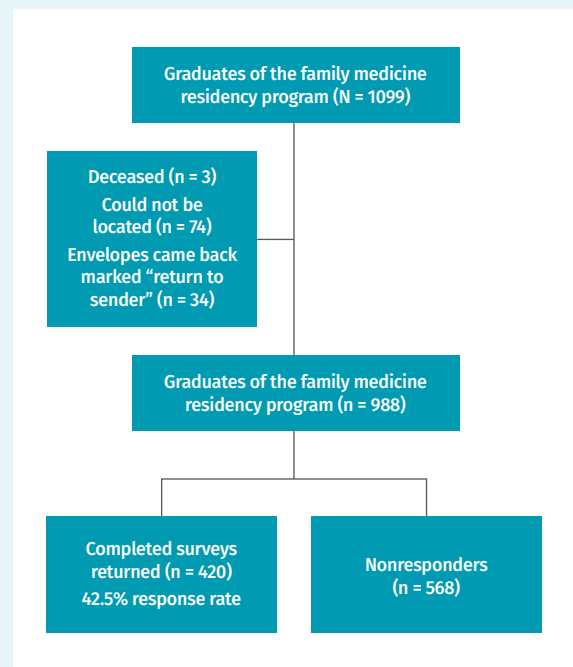 Graduates of the family medicine
residency program (N = 1099)
Deceased (n = 3)
Could not be
located (n = 74)
Envelopes came back
marked “return to
sender” (n = 34)
Graduates of the family medicine
residency program (n = 988)
Completed surveys
returned (n = 420)
42.5% response rate
Nonresponders
(n = 568)